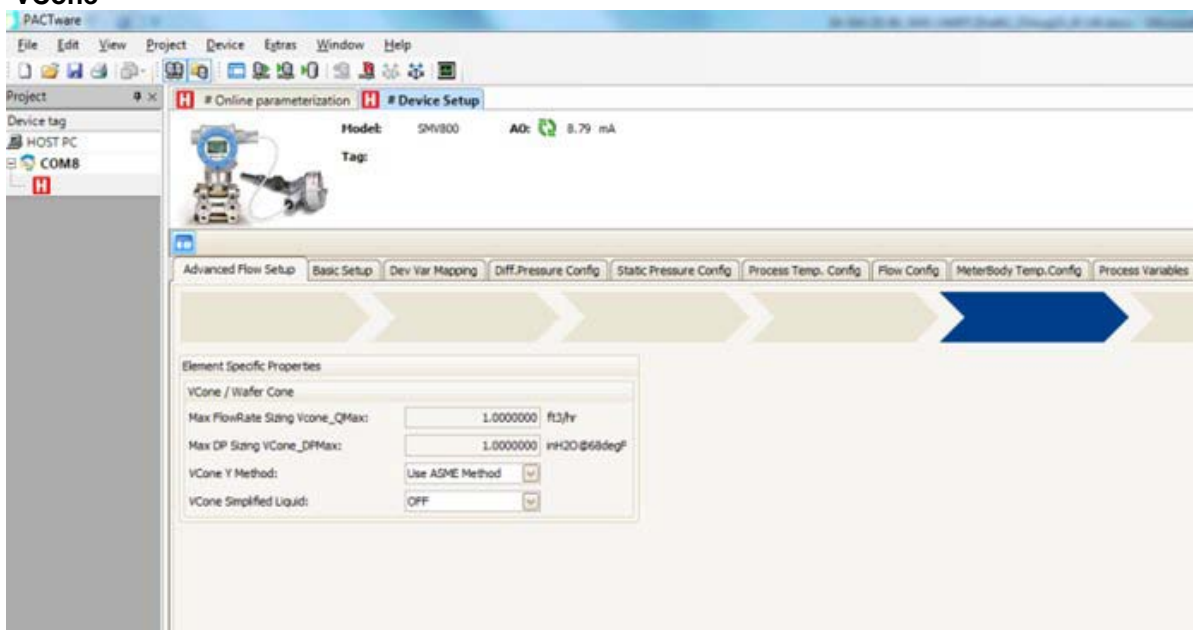 VCone
PACTware
File Edit View Project Device Extras Window Help
Project
# Online parameterization # Device Setup
Device tag
HOST PC
COM8
Model: SMV800 AO: 8.79 mA
Tag:
Advanced Flow Setup Basic Setup Dev Var Mapping Diff.Pressure Config Static Pressure Config Process Temp. Config Flow Config MeterBody Temp.Config Process Variables
Element Specific Properties
VCone / Wafer Cone
Max FlowRate Sizing Vcone_QMax: 1.0000000 ft3/hr
Max DP Sizing VCone_DPMax: 1.0000000 inH2O@68degF
VCone Y Method: Use ASME Method
VCone Simplified Liquid: OFF